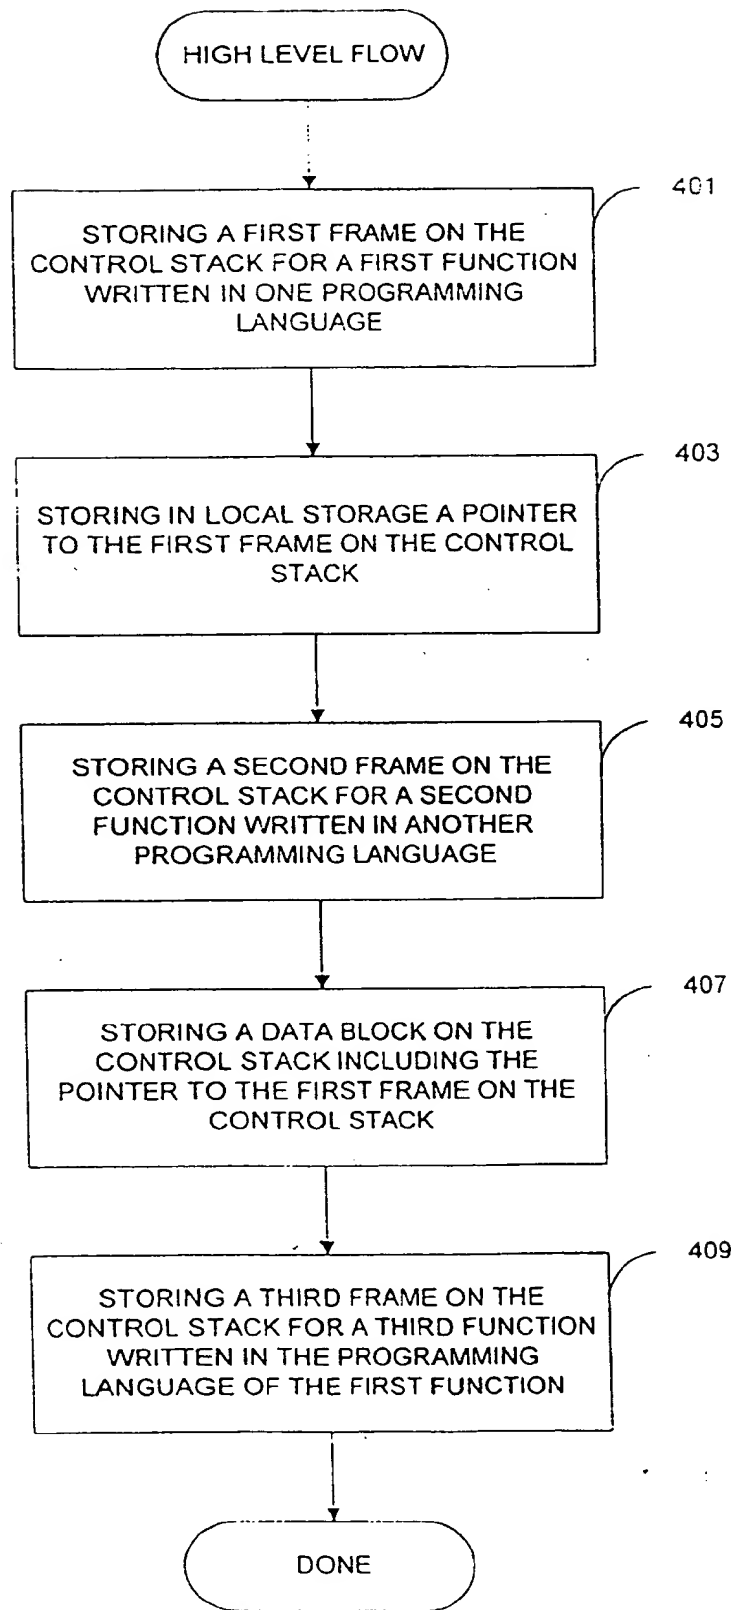 HIGH LEVEL FLOW
401
STORING A FIRST FRAME ON THE
CONTROL STACK FOR A FIRST FUNCTION
WRITTEN IN ONE PROGRAMMING
LANGUAGE
403
STORING IN LOCAL STORAGE A POINTER
TO THE FIRST FRAME ON THE CONTROL
STACK
405
STORING A SECOND FRAME ON THE
CONTROL STACK FOR A SECOND
FUNCTION WRITTEN IN ANOTHER
PROGRAMMING LANGUAGE
407
STORING A DATA BLOCK ON THE
CONTROL STACK INCLUDING THE
POINTER TO THE FIRST FRAME ON THE
CONTROL STACK
409
STORING A THIRD FRAME ON THE
CONTROL STACK FOR A THIRD FUNCTION
WRITTEN IN THE PROGRAMMING
LANGUAGE OF THE FIRST FUNCTION
DONE